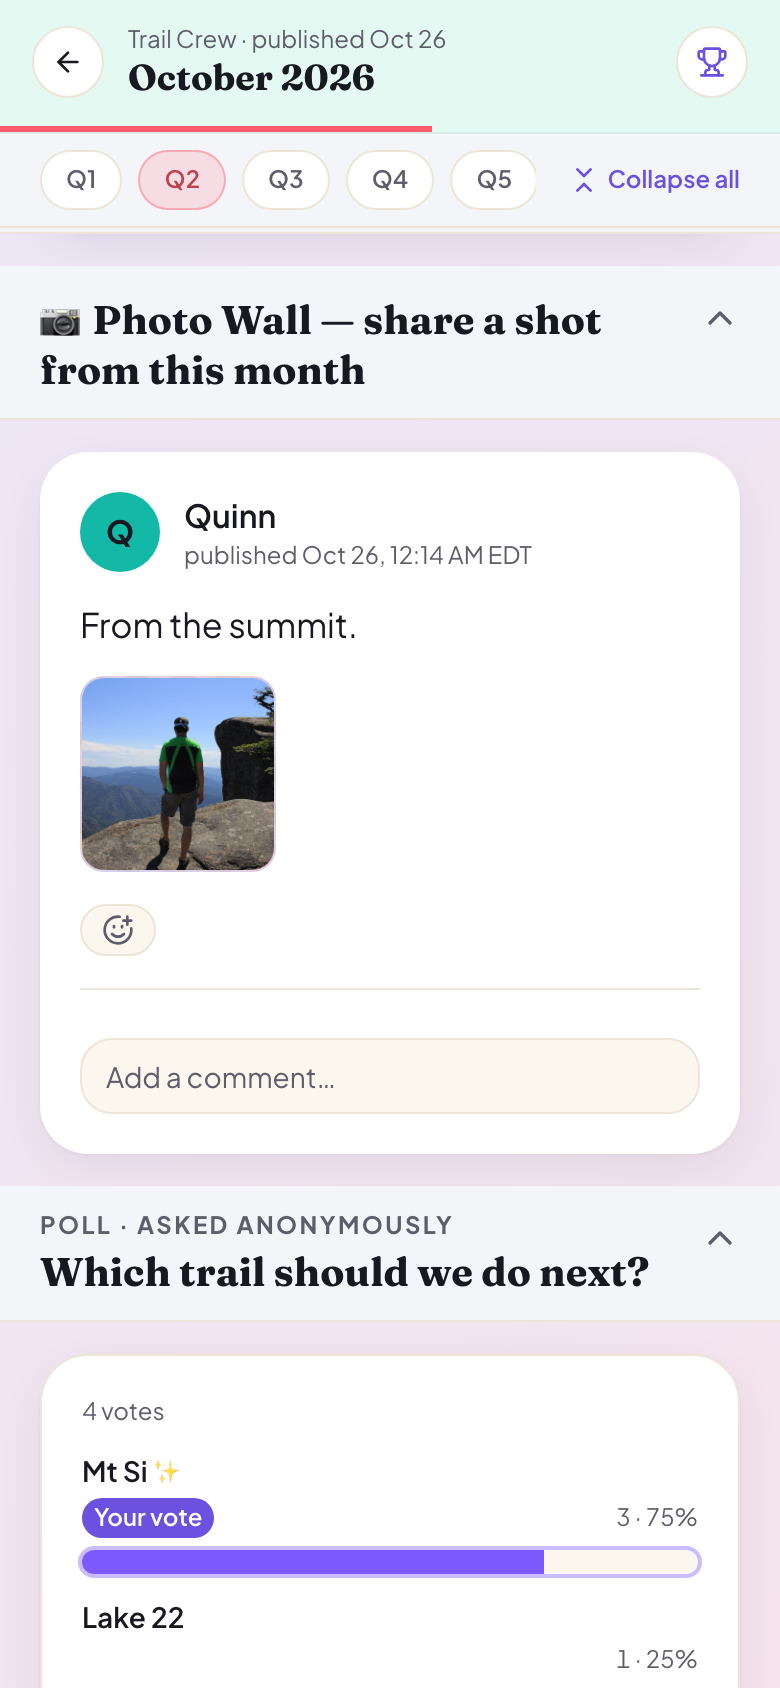 Trail Crew · published Oct 26
October 2026
Q1 Q2 Q3 Q4 Q5 Collapse all
📷 Photo Wall — share a shot
from this month
Q
Quinn
published Oct 26, 12:14 AM EDT
From the summit.
Add a comment...
POLL · ASKED ANONYMOUSLY
Which trail should we do next?
4 votes
Mt Si ✨
Your vote 3 · 75%
Lake 22
1 · 25%